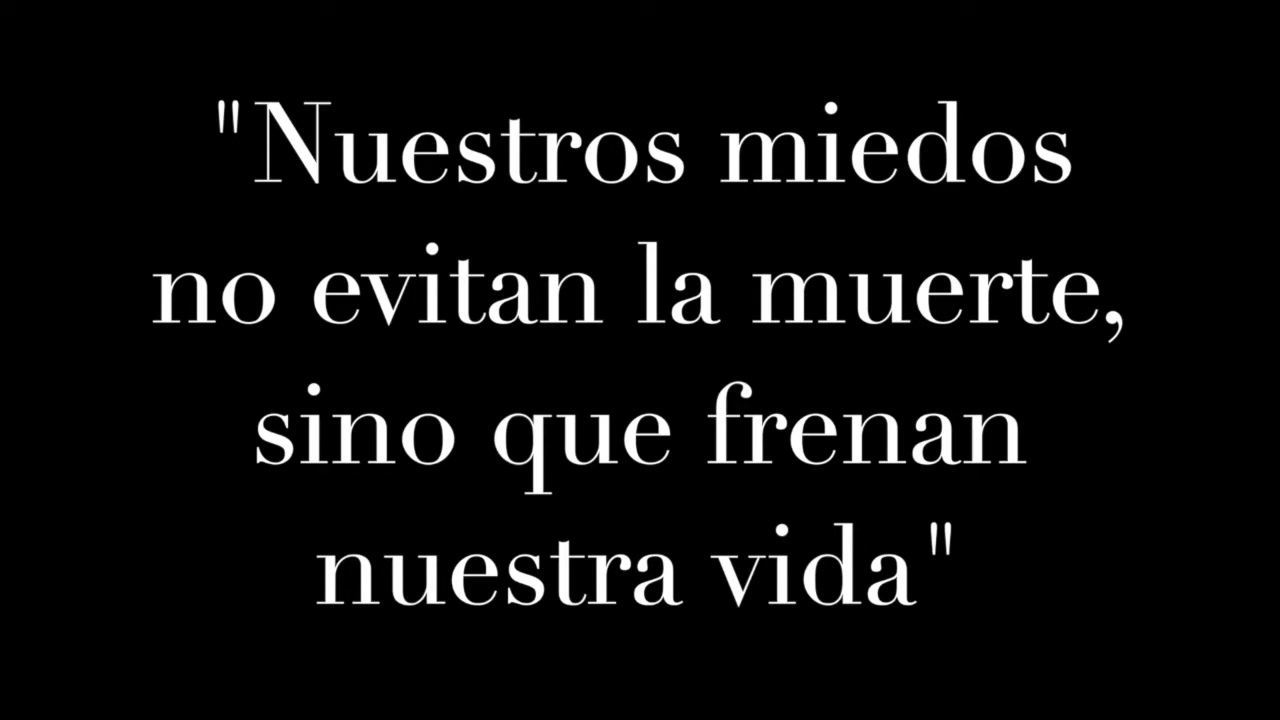 "Nuestros miedos
no evitan la muerte,
sino que frenan
nuestra vida"